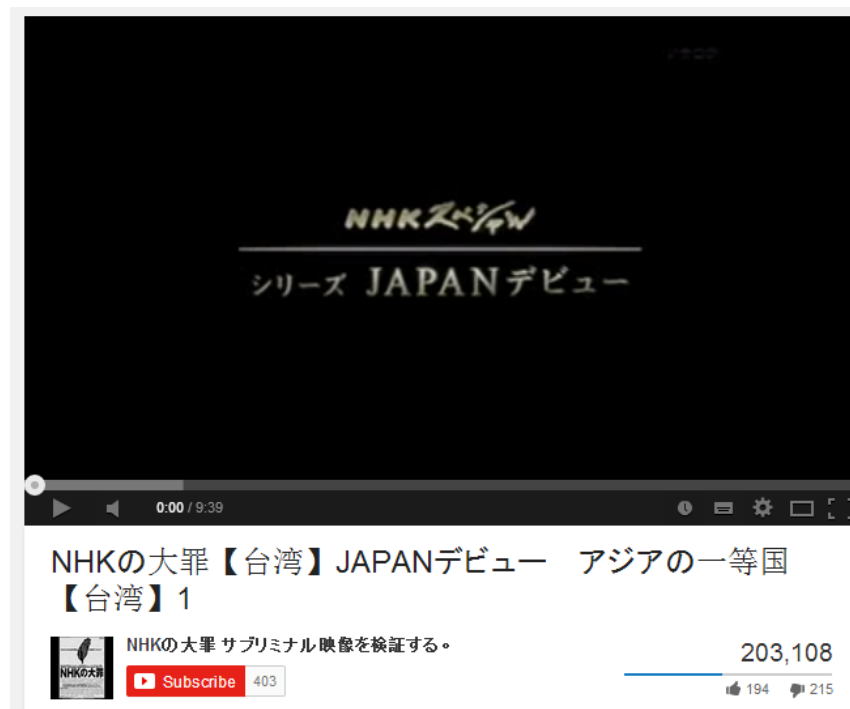 NHKスペシャル
シリーズ JAPANデビュー
0:00 / 9:39
NHKの大罪【台湾】JAPANデビュー　アジアの一等国
【台湾】1
NHKの大罪 サブリミナル映像を検証する。
NHKの大罪
Subscribe 403
203,108
194 215